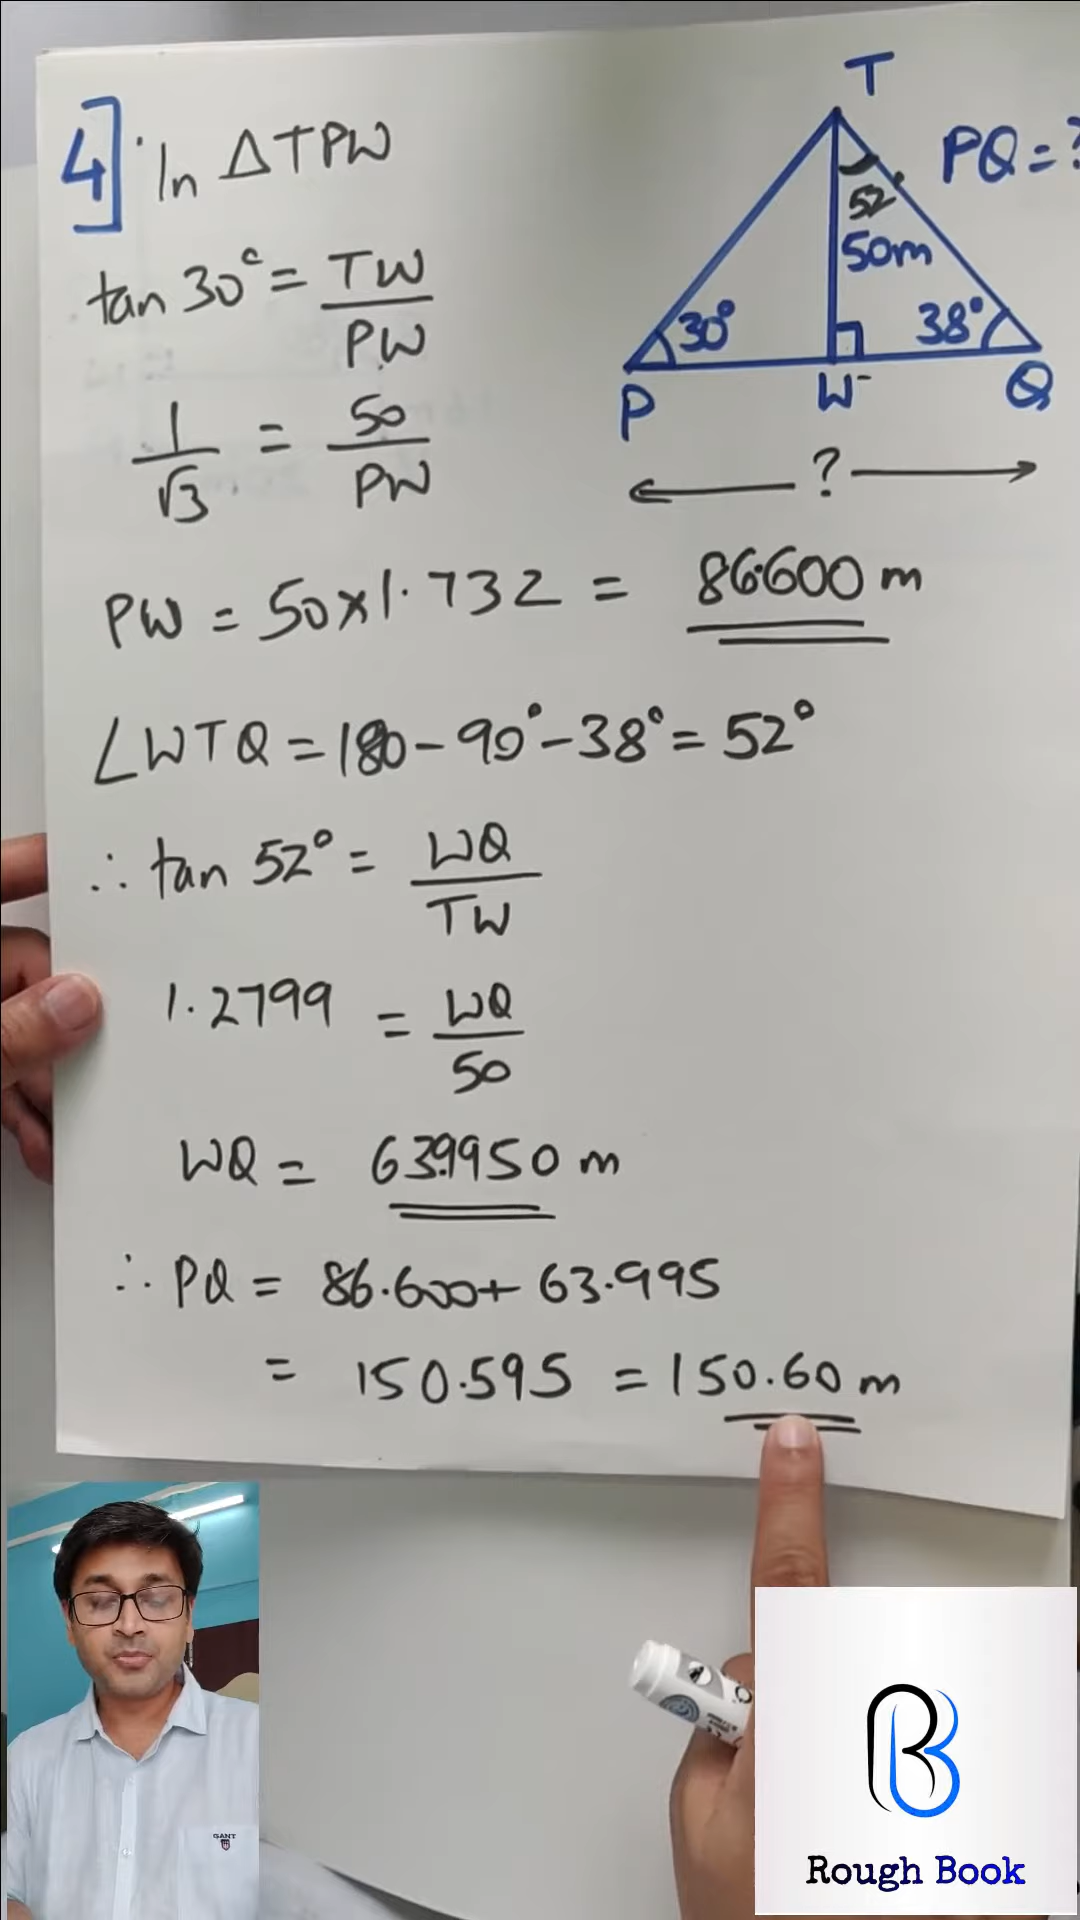 4] In ΔTPW
tan 30° = TW/PW
1/√3 = 50/PW
T
PQ = ?
52°
50m
30°
38°
P
W
Q
?
PW = 50×1.732 = 86.600 m
∠WTQ = 180 - 90° - 38° = 52°
∴ tan 52° = WQ/TW
1.2799 = WQ/50
WQ = 63.9950 m
∴ PQ = 86.600 + 63.995
= 150.595 = 150.60 m
GANT
B
Rough Book